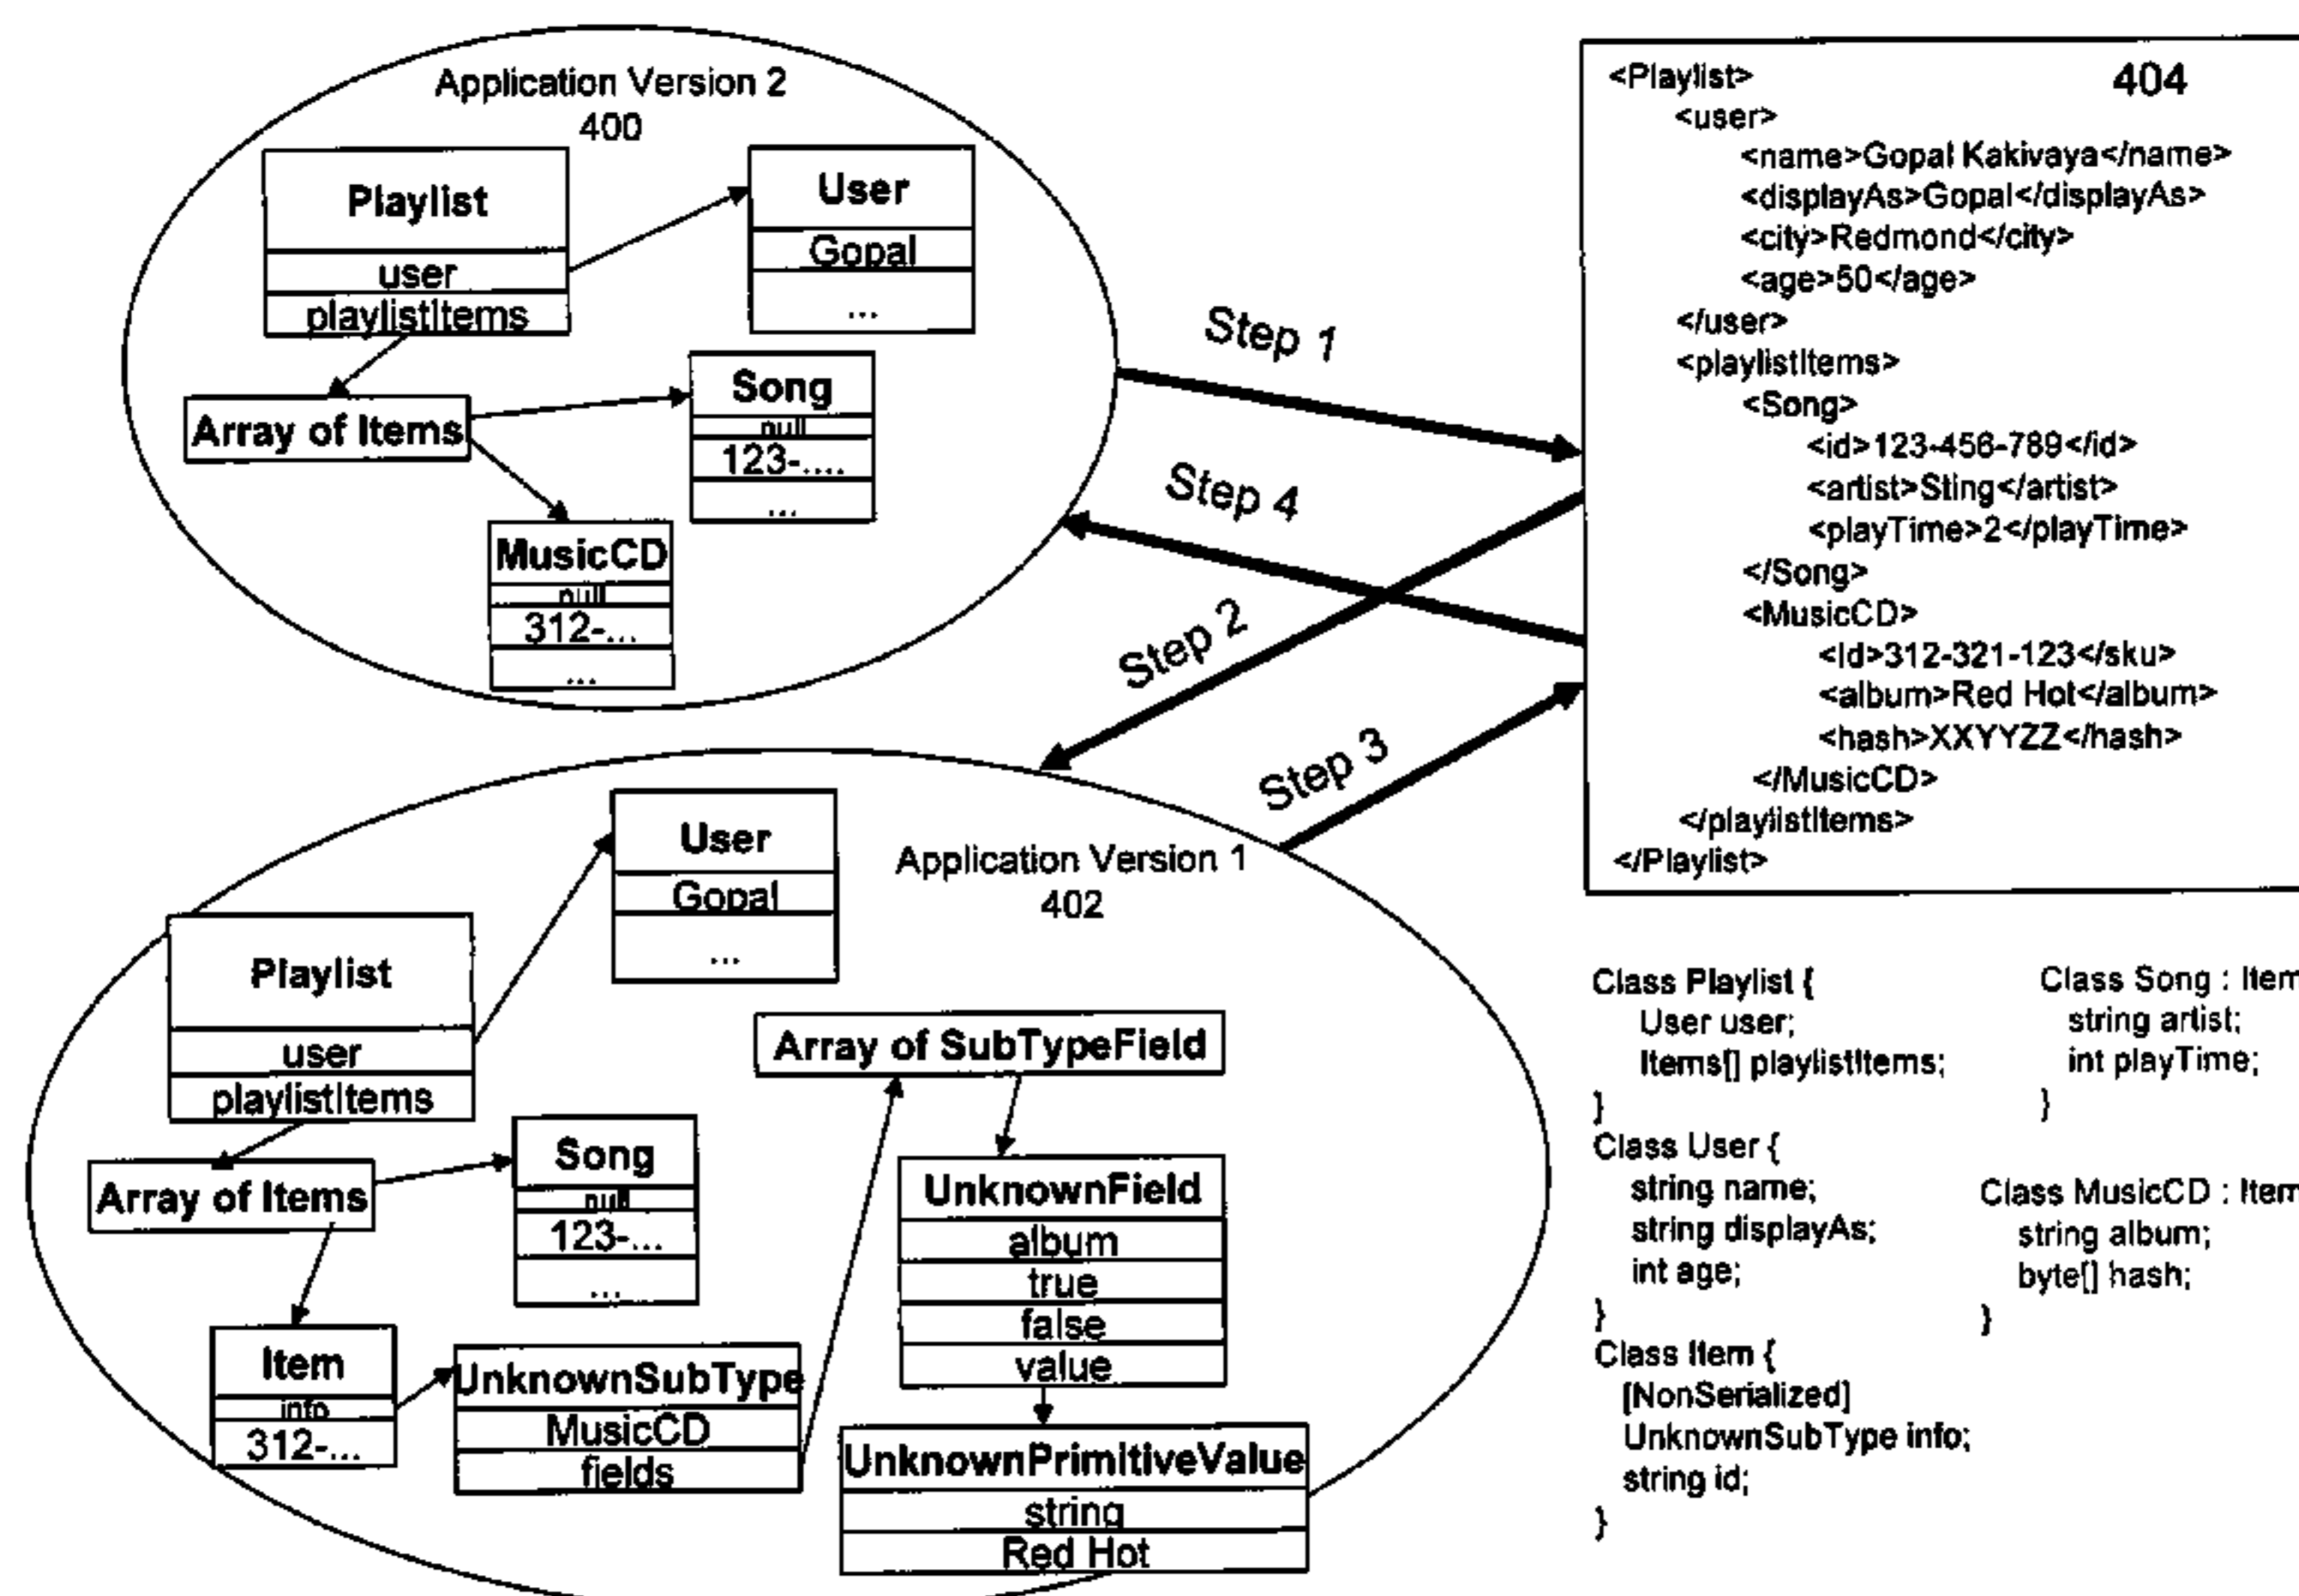 Application Version 2
400
Playlist
user
playlistItems
User
Gopal
...
Array of Items
Song
null
123-....
...
MusicCD
null
312-...
...
Step 1
Step 4
Step 2
Step 3
404
<Playlist>
<user>
<name>Gopal Kakivaya</name>
<displayAs>Gopal</displayAs>
<city>Redmond</city>
<age>50</age>
</user>
<playlistItems>
<Song>
<id>123-456-789</id>
<artist>Sting</artist>
<playTime>2</playTime>
</Song>
<MusicCD>
<Id>312-321-123</sku>
<album>Red Hot</album>
<hash>XXYYZZ</hash>
</MusicCD>
</playlistItems>
</Playlist>
Application Version 1
402
User
Gopal
...
Playlist
user
playlistItems
Array of Items
Song
null
123-...
...
Item
info
312-...
UnknownSubType
MusicCD
fields
Array of SubTypeField
UnknownField
album
true
false
value
UnknownPrimitiveValue
string
Red Hot
Class Playlist {
User user;
Items[] playlistItems;
}
Class User {
string name;
string displayAs;
int age;
}
Class Item {
[NonSerialized]
UnknownSubType info;
string id;
}
Class Song : Item
string artist;
int playTime;
}
Class MusicCD : Item
string album;
byte[] hash;
}